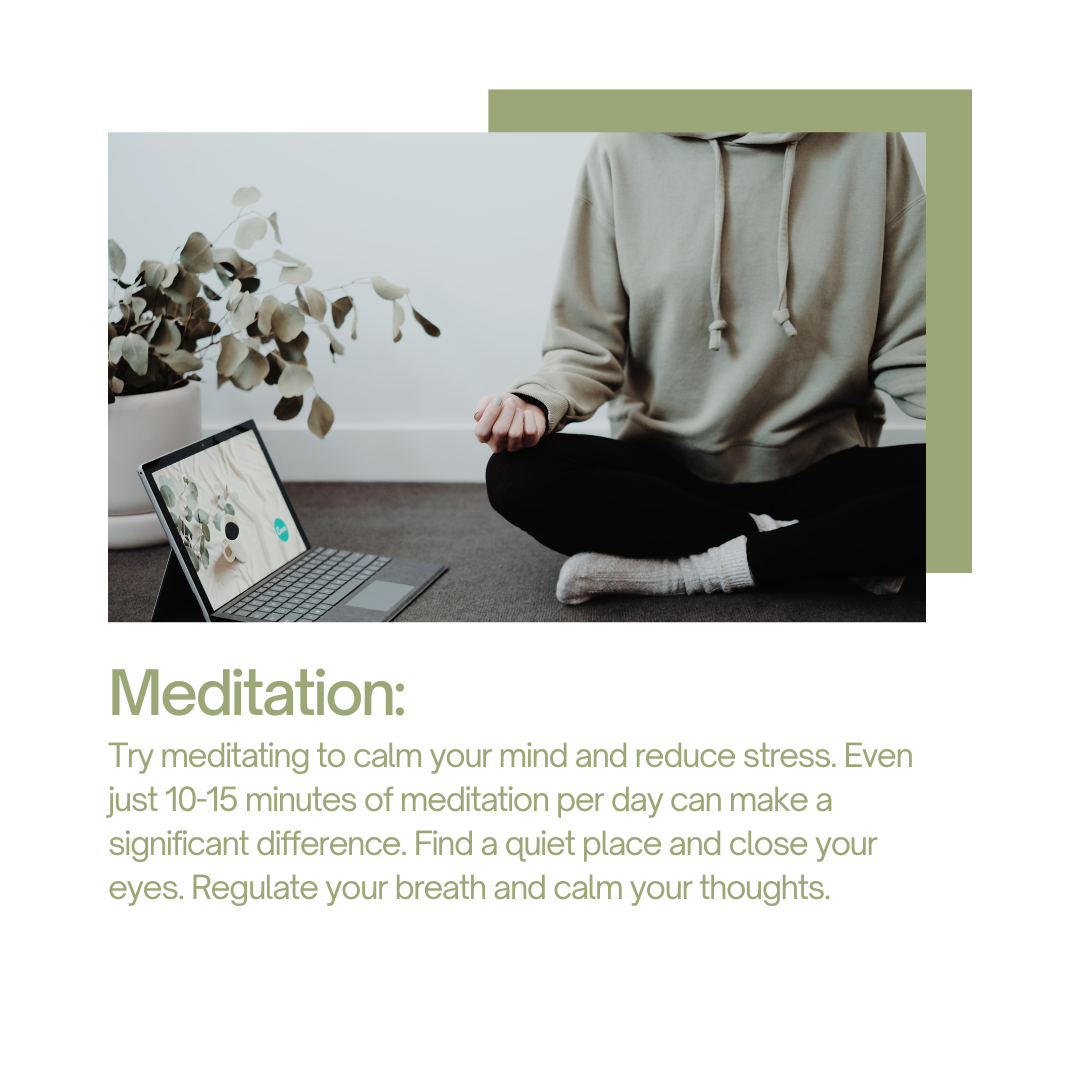 Meditation:
Try meditating to calm your mind and reduce stress. Even
just 10-15 minutes of meditation per day can make a
significant difference. Find a quiet place and close your
eyes. Regulate your breath and calm your thoughts.